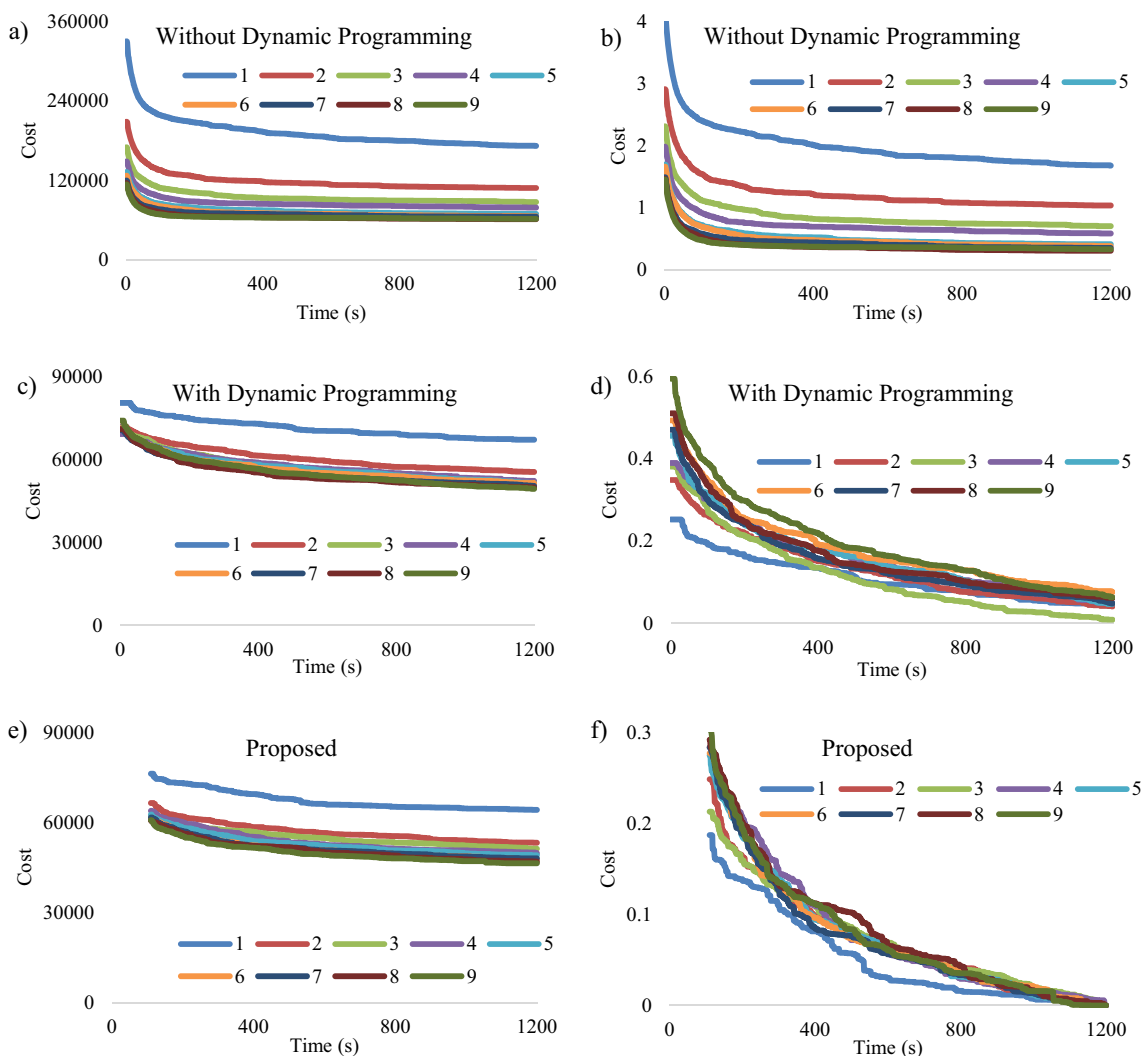 a)
Without Dynamic Programming
1 2 3 4 5
6 7 8 9
360000
240000
120000
0
Cost
0 400 800 1200
Time (s)
b)
Without Dynamic Programming
1 2 3 4 5
6 7 8 9
4
3
2
1
0
Cost
0 400 800 1200
Time (s)
c)
With Dynamic Programming
90000
60000
30000
0
Cost
1 2 3 4 5
6 7 8 9
0 400 800 1200
Time (s)
d)
With Dynamic Programming
1 2 3 4 5
6 7 8 9
0.6
0.4
0.2
0
Cost
0 400 800 1200
Time (s)
e)
Proposed
90000
60000
30000
0
Cost
1 2 3 4 5
6 7 8 9
0 400 800 1200
Time (s)
f)
Proposed
1 2 3 4 5
6 7 8 9
0.3
0.2
0.1
0
Cost
0 400 800 1200
Time (s)